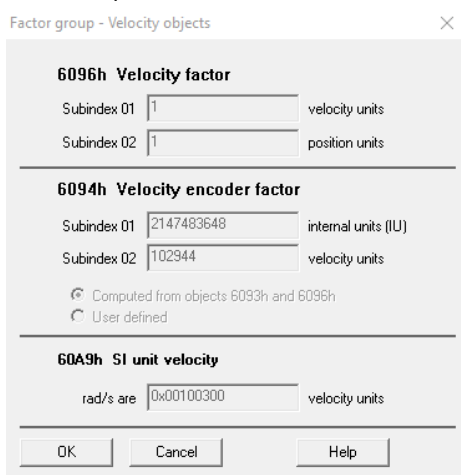 Factor group - Velocity objects
6096h Velocity factor
Subindex 01 1 velocity units
Subindex 02 1 position units
6094h Velocity encoder factor
Subindex 01 2147483648 internal units (IU)
Subindex 02 102944 velocity units
Computed from objects 6093h and 6096h
User defined
60A9h SI unit velocity
rad/s are 0x00100300 velocity units
OK Cancel Help